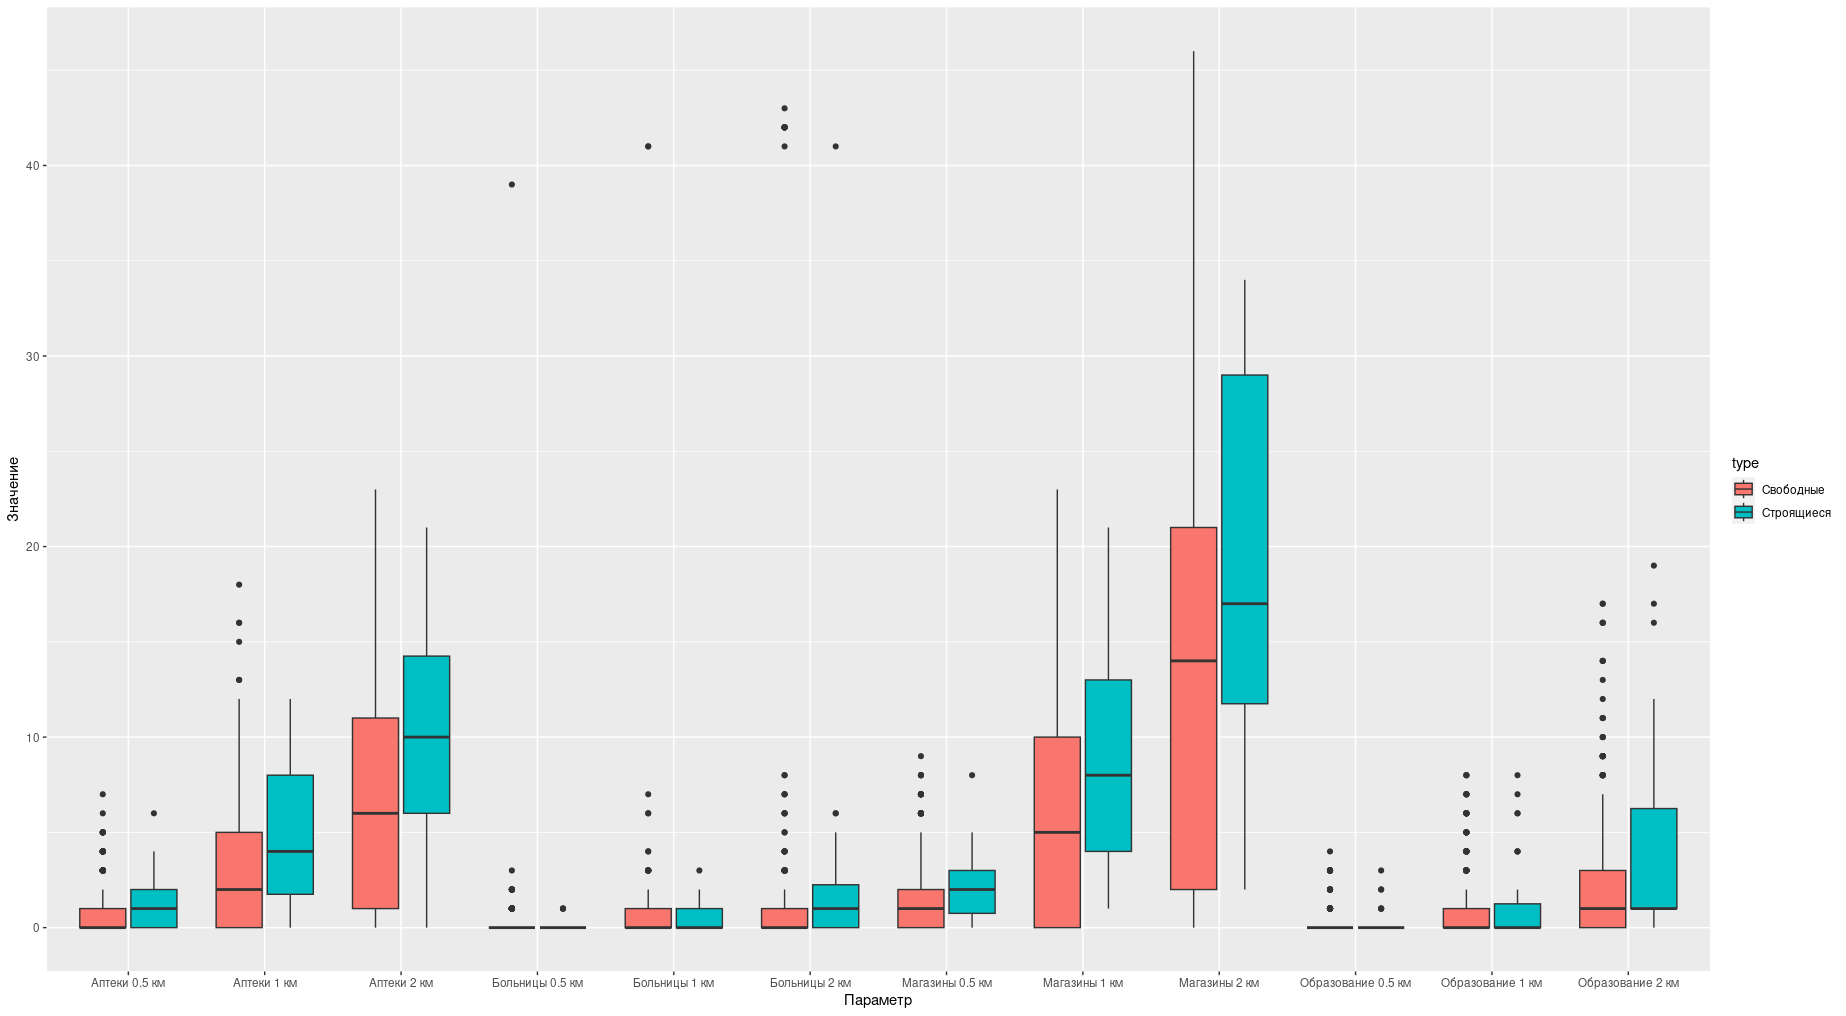 Значение
40
30
20
10
0
Аптеки 0.5 км
Аптеки 1 км
Аптеки 2 км
Больницы 0.5 км
Больницы 1 км
Больницы 2 км
Магазины 0.5 км
Магазины 1 км
Магазины 2 км
Образование 0.5 км
Образование 1 км
Образование 2 км
Параметр
type
Свободные
Строящиеся